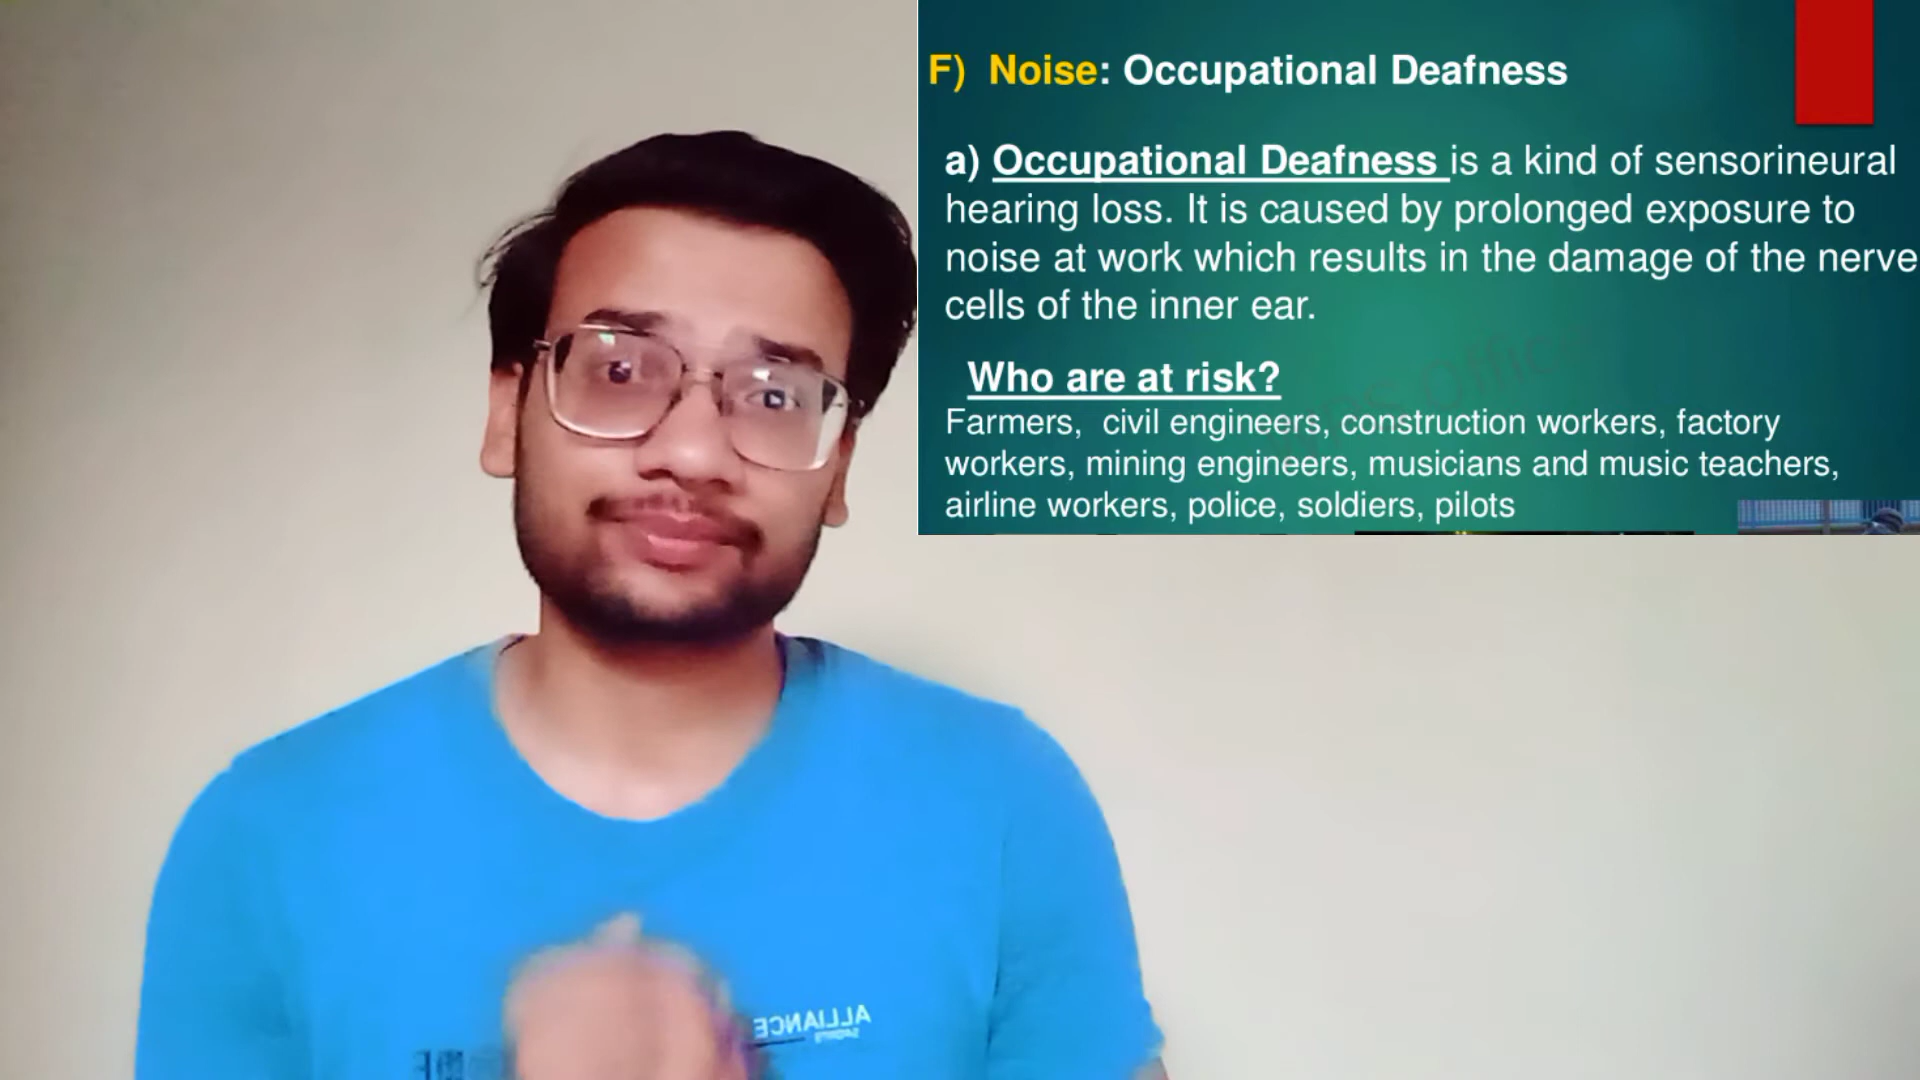 F) Noise: Occupational Deafness
a) Occupational Deafness is a kind of sensorineural
hearing loss. It is caused by prolonged exposure to
noise at work which results in the damage of the nerve
cells of the inner ear.
Who are at risk?
Farmers, civil engineers, construction workers, factory
workers, mining engineers, musicians and music teachers,
airline workers, police, soldiers, pilots
ALLIANCE